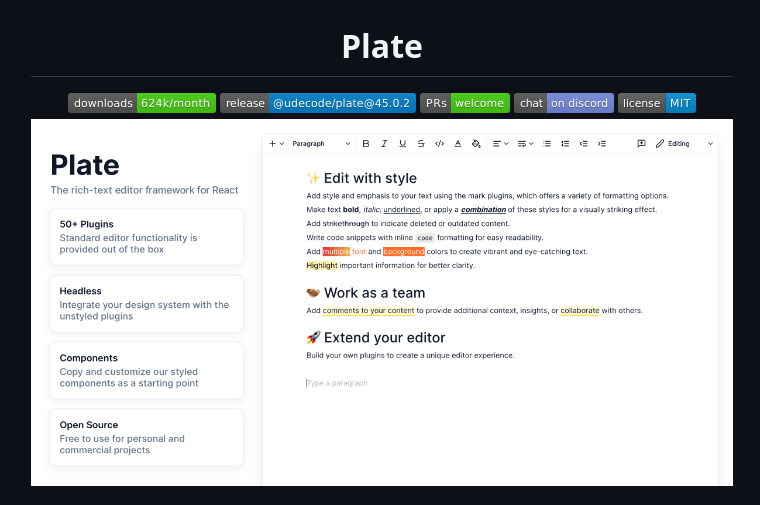 Plate
downloads 624k/month release @udecode/plate@45.0.2 PRs welcome chat on discord license MIT
Plate
The rich-text editor framework for React
50+ Plugins
Standard editor functionality is
provided out of the box
Headless
Integrate your design system with the
unstyled plugins
Components
Copy and customize our styled
components as a starting point
Open Source
Free to use for personal and
commercial projects
+ Paragraph B I U S </> A Editing
✨ Edit with style
Add style and emphasis to your text using the mark plugins, which offers a variety of formatting options.
Make text bold, italic, underlined, or apply a combination of these styles for a visually striking effect.
Add strikethrough to indicate deleted or outdated content.
Write code snippets with inline code formatting for easy readability.
Add multiple font and background colors to create vibrant and eye-catching text.
Highlight important information for better clarity.
🤝 Work as a team
Add comments to your content to provide additional context, insights, or collaborate with others.
🚀 Extend your editor
Build your own plugins to create a unique editor experience.
Type a paragraph